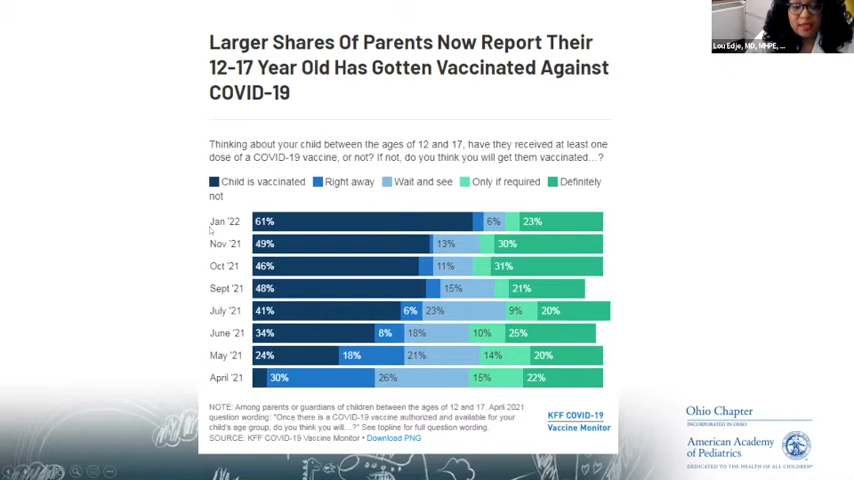 Larger Shares Of Parents Now Report Their
12-17 Year Old Has Gotten Vaccinated Against
COVID-19
Lou Edje, MD, MHPE, ...
Thinking about your child between the ages of 12 and 17, have they received at least one
dose of a COVID-19 vaccine, or not? If not, do you think you will get them vaccinated...?
Child is vaccinated Right away Wait and see Only if required Definitely
not
Jan '22 61% 6% 23%
Nov '21 49% 13% 30%
Oct '21 46% 11% 31%
Sept '21 48% 15% 21%
July '21 41% 6% 23% 9% 20%
June '21 34% 8% 18% 10% 25%
May '21 24% 18% 21% 14% 20%
April '21 30% 26% 15% 22%
NOTE: Among parents or guardians of children between the ages of 12 and 17. April 2021
question wording: "Once there is a COVID-19 vaccine authorized and available for your
child's age group, do you think you will...?" See topline for full question wording.
SOURCE: KFF COVID-19 Vaccine Monitor • Download PNG
KFF COVID-19
Vaccine Monitor
Ohio Chapter
INCORPORATED IN OHIO
American Academy
of Pediatrics
DEDICATED TO THE HEALTH OF ALL CHILDREN®